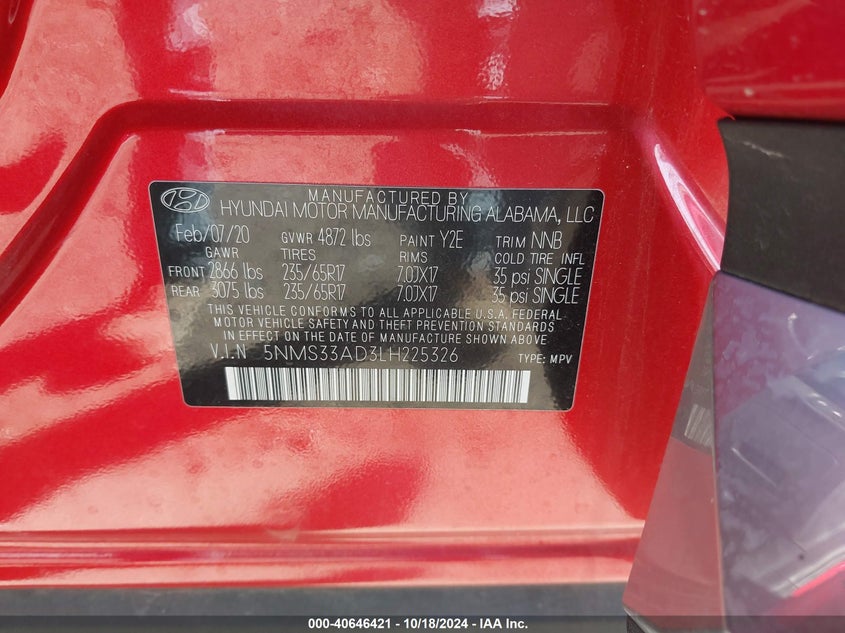 MANUFACTURED BY
HYUNDAI MOTOR MANUFACTURING ALABAMA, LLC
Feb/07/20 GVWR 4872 lbs PAINT Y2E TRIM NNB
GAWR TIRES RIMS COLD TIRE INFL
FRONT 2866 lbs 235/65R17 7.0JX17 35 psi SINGLE
REAR 3075 lbs 235/65R17 7.0JX17 35 psi SINGLE
THIS VEHICLE CONFORMS TO ALL APPLICABLE U.S.A. FEDERAL
MOTOR VEHICLE SAFETY AND THEFT PREVENTION STANDARDS
IN EFFECT ON THE DATE OF MANUFACTURE SHOWN ABOVE
V.I.N 5NMS33AD3LH225326 TYPE: MPV
000-40646421 - 10/18/2024 - IAA Inc.